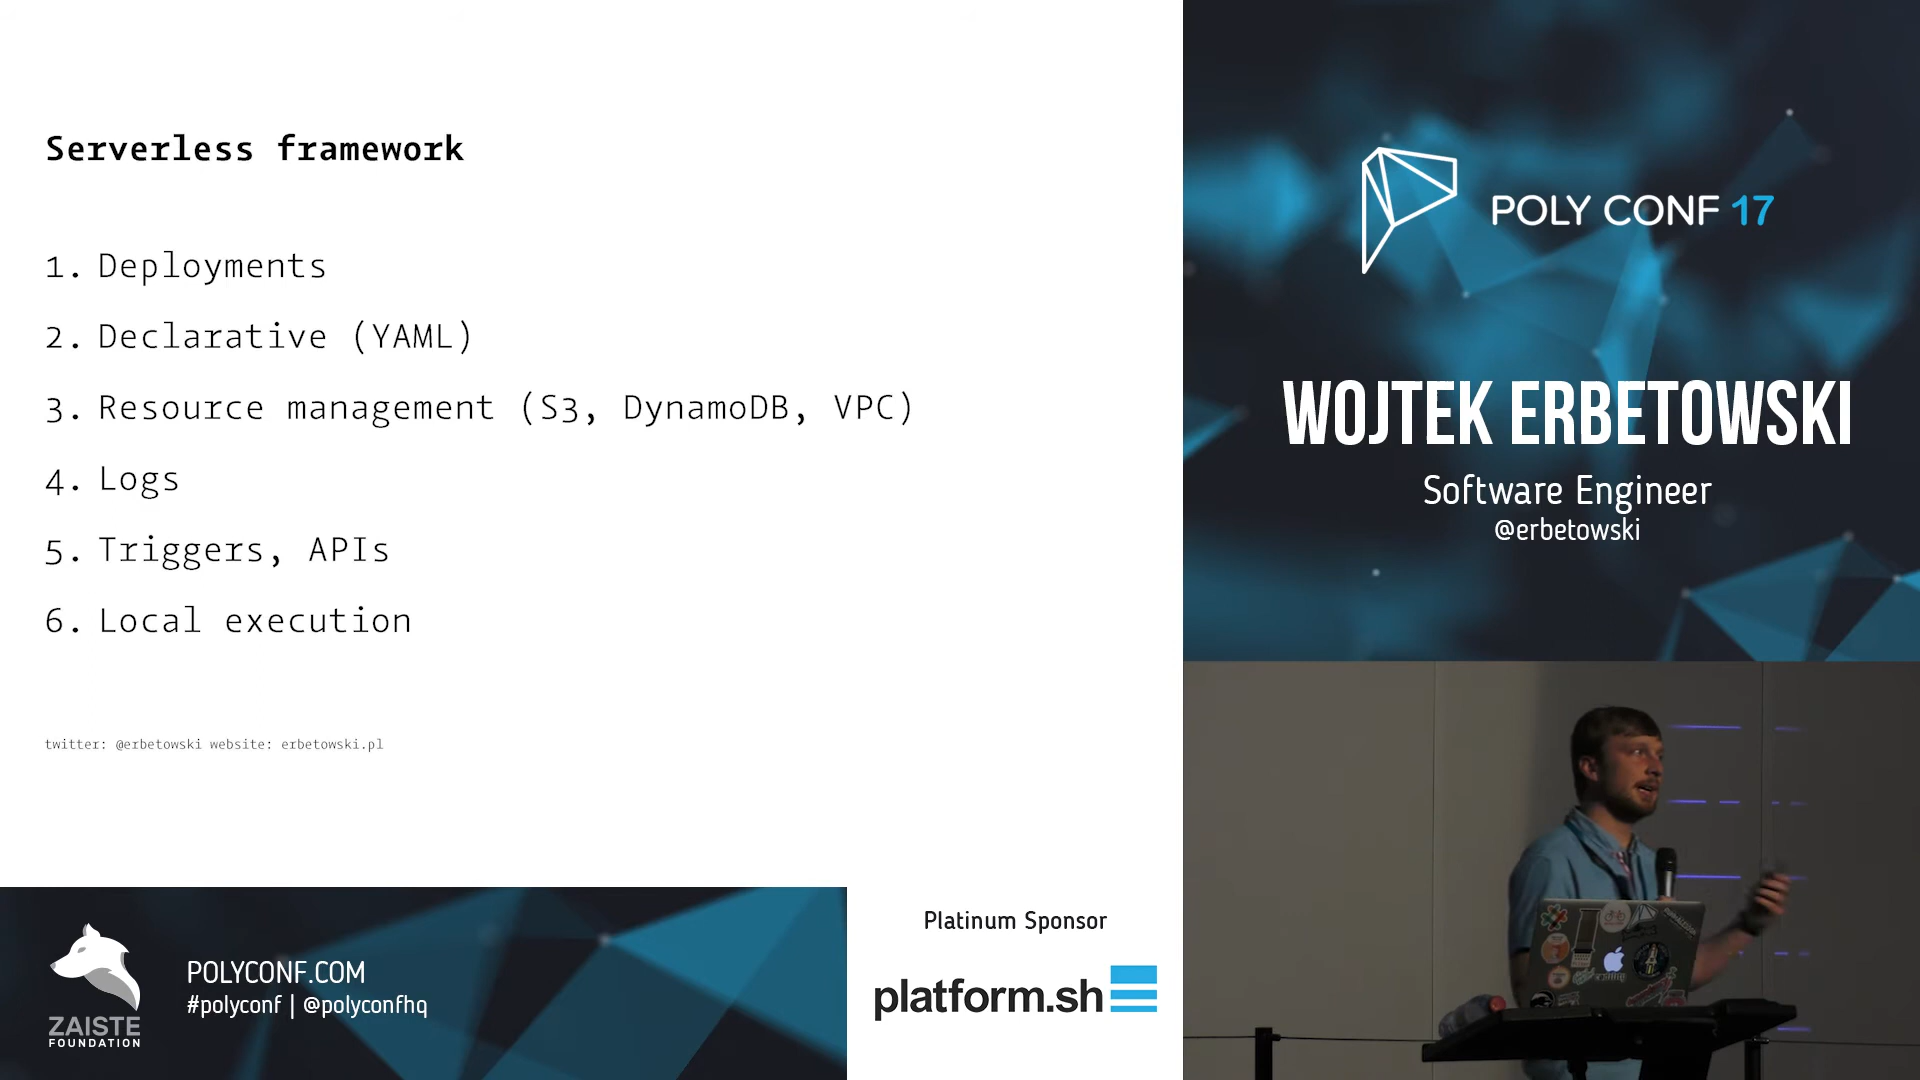 Serverless framework
1. Deployments
2. Declarative (YAML)
3. Resource management (S3, DynamoDB, VPC)
4. Logs
5. Triggers, APIs
6. Local execution
twitter: @erbetowski website: erbetowski.pl
POLY CONF 17
WOJTEK ERBETOWSKI
Software Engineer
@erbetowski
ZAISTE
FOUNDATION
POLYCONF.COM
#polyconf | @polyconfhq
Platinum Sponsor
platform.sh